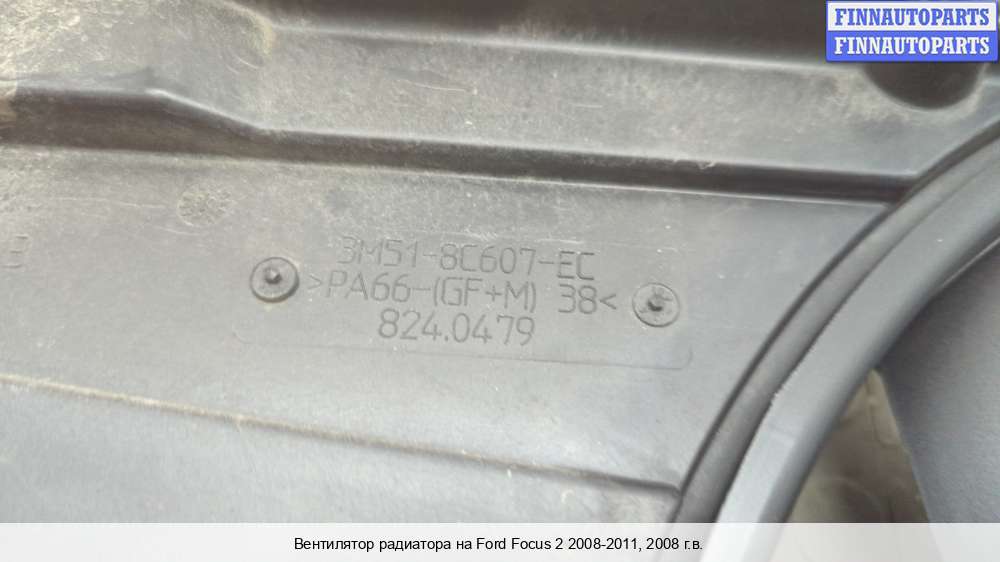 FINNAUTOPARTS
FINNAUTOPARTS
3M51-8C607-EC
>PA66-(GF+M) 38<
824.0479
Вентилятор радиатора на Ford Focus 2 2008-2011, 2008 г.в.